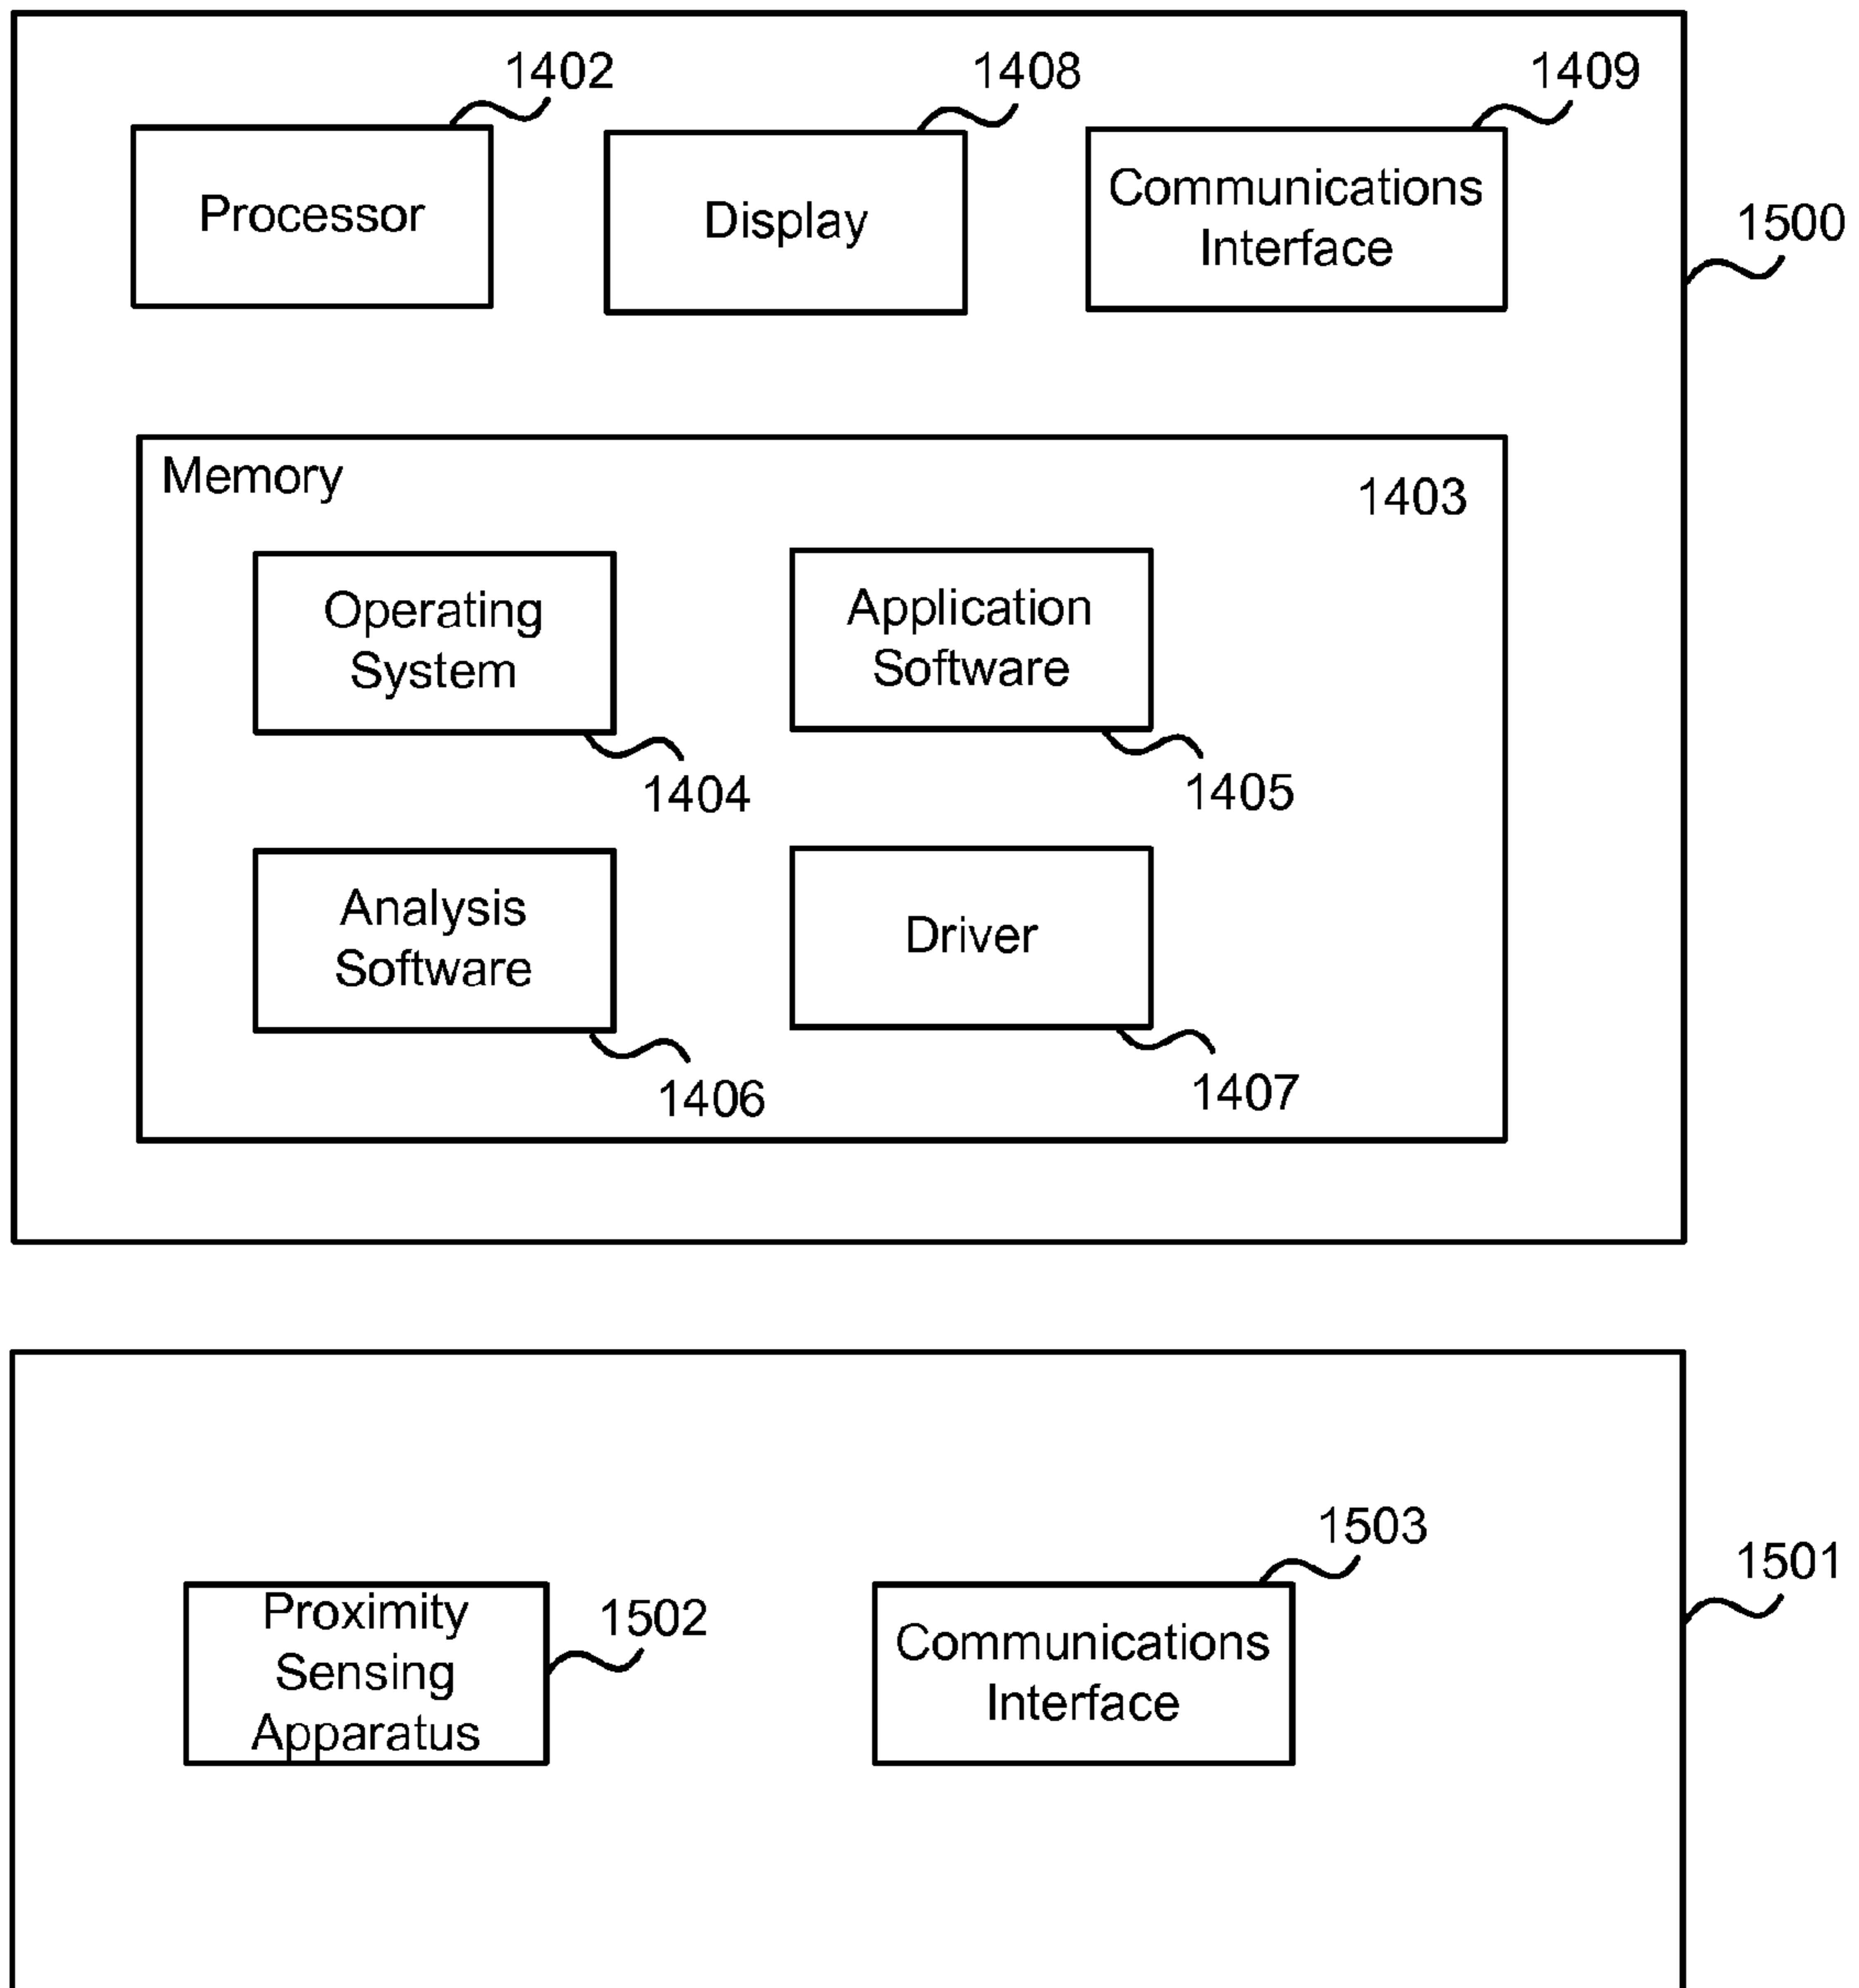 1402
1408
1409
Processor
Display
Communications
Interface
1500
Memory
1403
Operating
System
Application
Software
1404
1405
Analysis
Software
Driver
1406
1407
1503
1501
Proximity
Sensing
Apparatus
1502
Communications
Interface